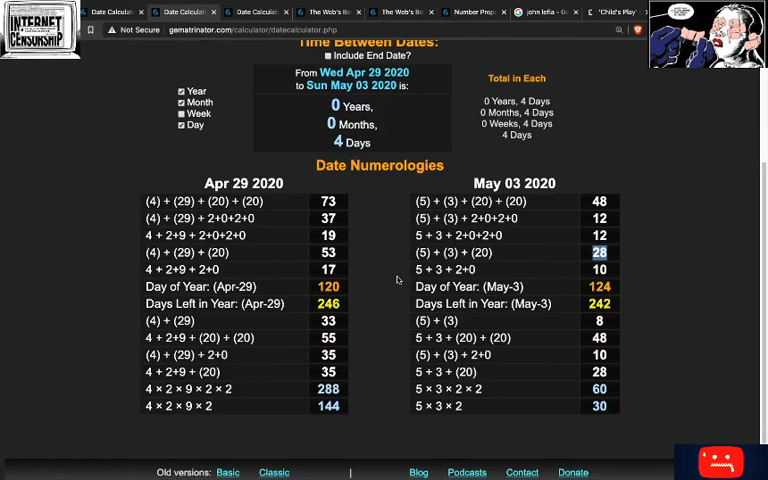 INTERNET
CENSORSHIP
Date Calculat
Date Calculat
Date Calculat
The Web's Be
The Web's Be
Number Prope
john lefia - Go
'Child's Play'
Not Secure gematrinator.com/calculator/datecalculator.php
Time Between Dates:
Include End Date?
Year
Month
Week
Day
From Wed Apr 29 2020
to Sun May 03 2020 is:
0 Years,
0 Months,
4 Days
Total in Each
0 Years, 4 Days
0 Months, 4 Days
0 Weeks, 4 Days
4 Days
Date Numerologies
Apr 29 2020
(4) + (29) + (20) + (20) 73
(4) + (29) + 2+0+2+0 37
4 + 2+9 + 2+0+2+0 19
(4) + (29) + (20) 53
4 + 2+9 + 2+0 17
Day of Year: (Apr-29) 120
Days Left in Year: (Apr-29) 246
(4) + (29) 33
4 + 2+9 + (20) + (20) 55
(4) + (29) + 2+0 35
4 + 2+9 + (20) 35
4 × 2 × 9 × 2 × 2 288
4 × 2 × 9 × 2 144
May 03 2020
(5) + (3) + (20) + (20) 48
(5) + (3) + 2+0+2+0 12
5 + 3 + 2+0+2+0 12
(5) + (3) + (20) 28
5 + 3 + 2+0 10
Day of Year: (May-3) 124
Days Left in Year: (May-3) 242
(5) + (3) 8
5 + 3 + (20) + (20) 48
(5) + (3) + 2+0 10
5 + 3 + (20) 28
5 × 3 × 2 × 2 60
5 × 3 × 2 30
Old versions: Basic Classic | Blog Podcasts Contact Donate